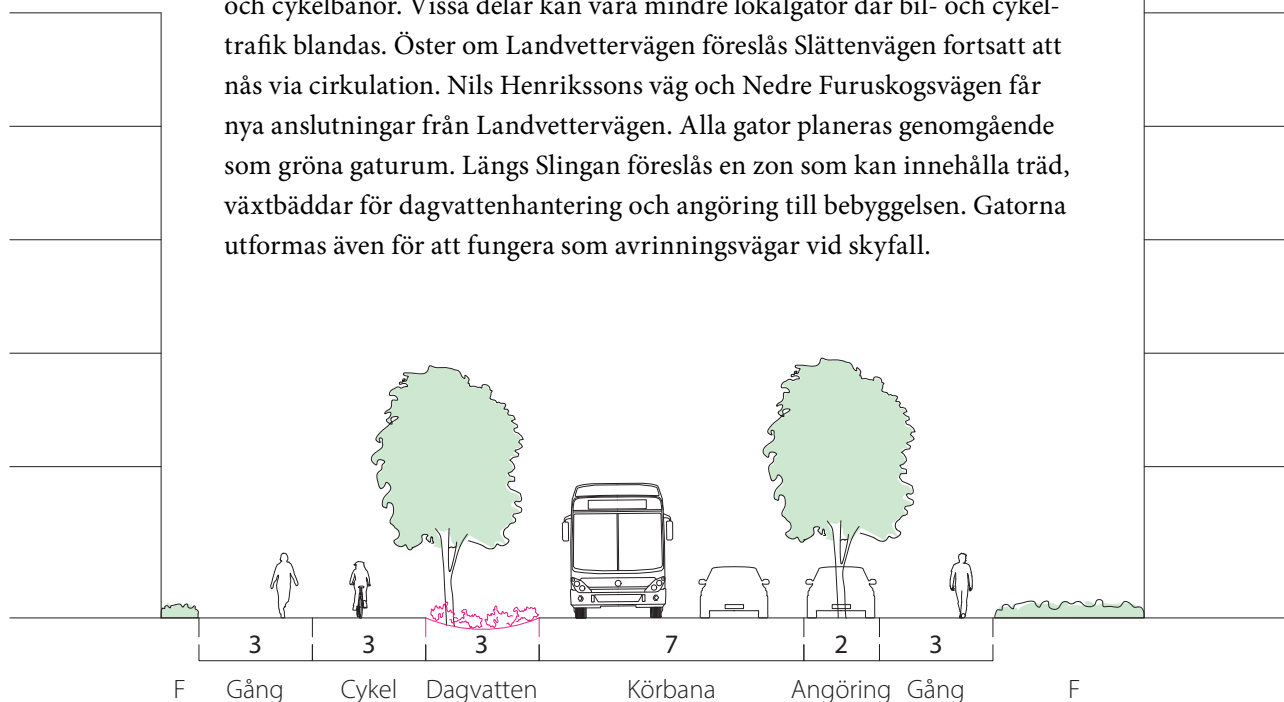 och cykelbanor. Vissa delar kan vara mindre lokalgator där bil- och cykel-
trafik blandas. Öster om Landvettervägen föreslås Slättenvägen fortsatt att
nås via cirkulation. Nils Henrikssons väg och Nedre Furuskogsvägen får
nya anslutningar från Landvettervägen. Alla gator planeras genomgående
som gröna gaturum. Längs Slingan föreslås en zon som kan innehålla träd,
växtbäddar för dagvattenhantering och angöring till bebyggelsen. Gatorna
utformas även för att fungera som avrinningsvägar vid skyfall.
3 3 3 7 2 3
F Gång Cykel Dagvatten Körbana Angöring Gång F